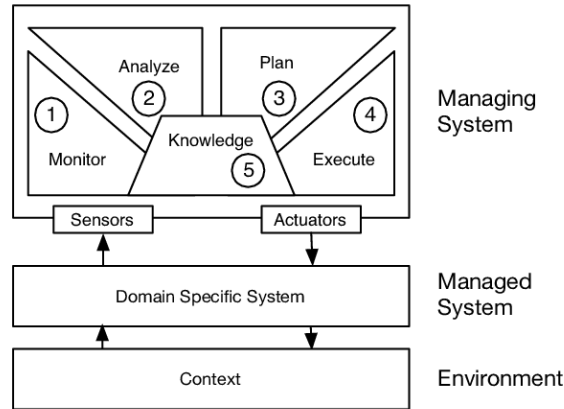 Analyze
Plan
1
2
3
4
Managing
System
Monitor
Knowledge
5
Execute
Sensors
Actuators
Domain Specific System
Managed
System
Context
Environment